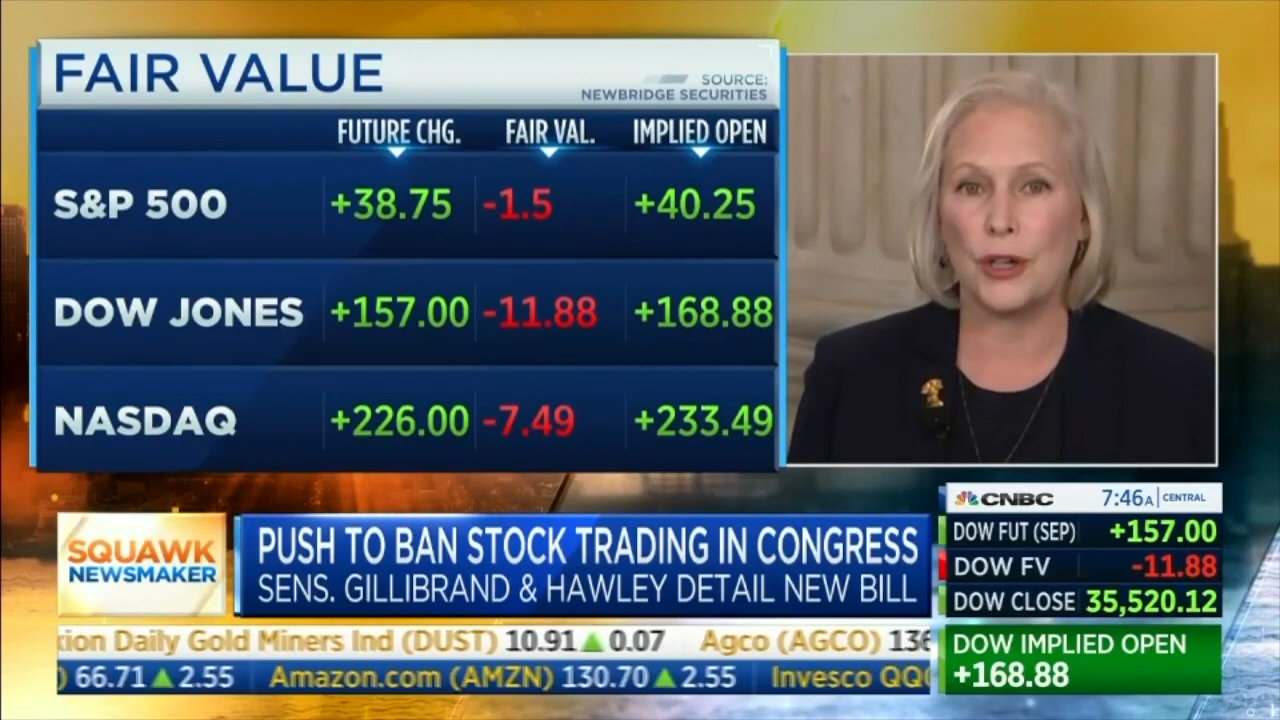 FAIR VALUE
SOURCE:
NEWBRIDGE SECURITIES
FUTURE CHG. FAIR VAL. IMPLIED OPEN
S&P 500 +38.75 -1.5 +40.25
DOW JONES +157.00 -11.88 +168.88
NASDAQ +226.00 -7.49 +233.49
CNBC 7:46A CENTRAL
SQUAWK
NEWSMAKER
PUSH TO BAN STOCK TRADING IN CONGRESS
SENS. GILLIBRAND & HAWLEY DETAIL NEW BILL
DOW FUT (SEP) +157.00
DOW FV -11.88
DOW CLOSE 35,520.12
xion Daily Gold Miners Ind (DUST) 10.91▲0.07 Agco (AGCO) 136
) 66.71▲2.55 Amazon.com (AMZN) 130.70▲2.55 Invesco QQQ
DOW IMPLIED OPEN
+168.88